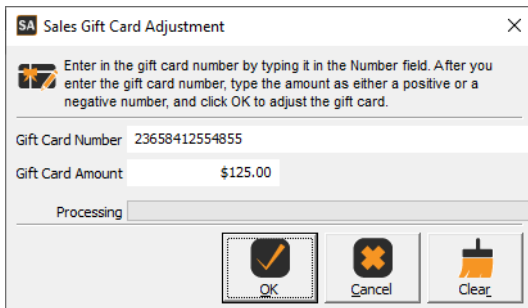 SA Sales Gift Card Adjustment
Enter in the gift card number by typing it in the Number field. After you
enter the gift card number, type the amount as either a positive or a
negative number, and click OK to adjust the gift card.
Gift Card Number 23658412554855
Gift Card Amount $125.00
Processing
OK Cancel Clear